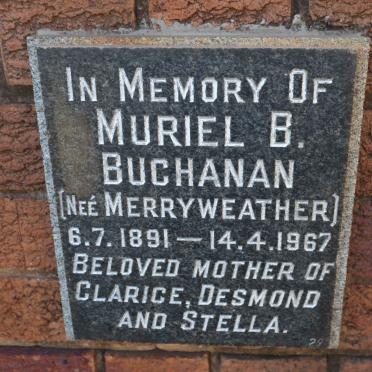 In Memory Of
Muriel B.
Buchanan
(Neé Merryweather)
6.7.1891 — 14.4.1967
Beloved mother of
Clarice, Desmond
and Stella.